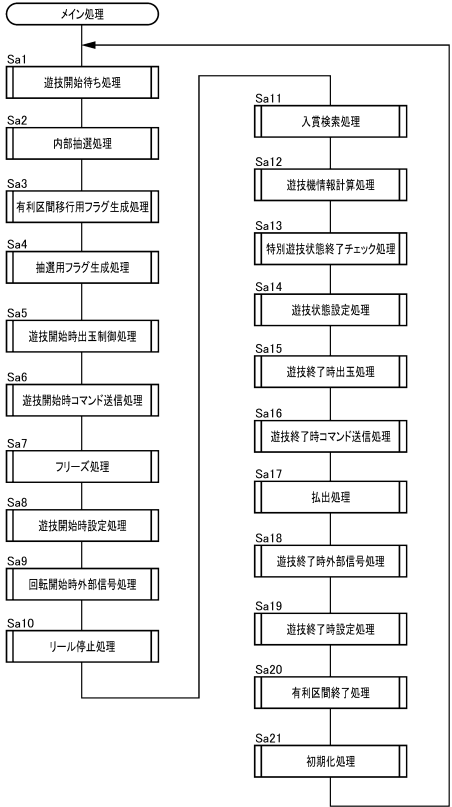 メイン処理
Sa1
遊技開始待ち処理
Sa2
内部抽選処理
Sa3
有利区間移行用フラグ生成処理
Sa4
抽選用フラグ生成処理
Sa5
遊技開始時出玉制御処理
Sa6
遊技開始時コマンド送信処理
Sa7
フリーズ処理
Sa8
遊技開始時設定処理
Sa9
回転開始時外部信号処理
Sa10
リール停止処理
Sa11
入賞検索処理
Sa12
遊技機情報計算処理
Sa13
特別遊技状態終了チェック処理
Sa14
遊技状態設定処理
Sa15
遊技終了時出玉処理
Sa16
遊技終了時コマンド送信処理
Sa17
払出処理
Sa18
遊技終了時外部信号処理
Sa19
遊技終了時設定処理
Sa20
有利区間終了処理
Sa21
初期化処理